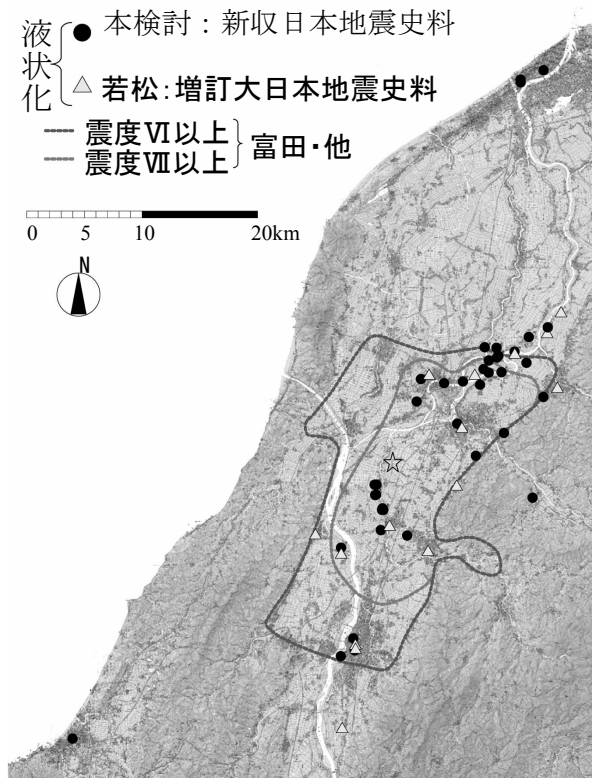 液状化
本検討：新収日本地震史料
若松：増訂大日本地震史料
震度Ⅵ以上
震度Ⅶ以上
富田・他
0 5 10 20km
N